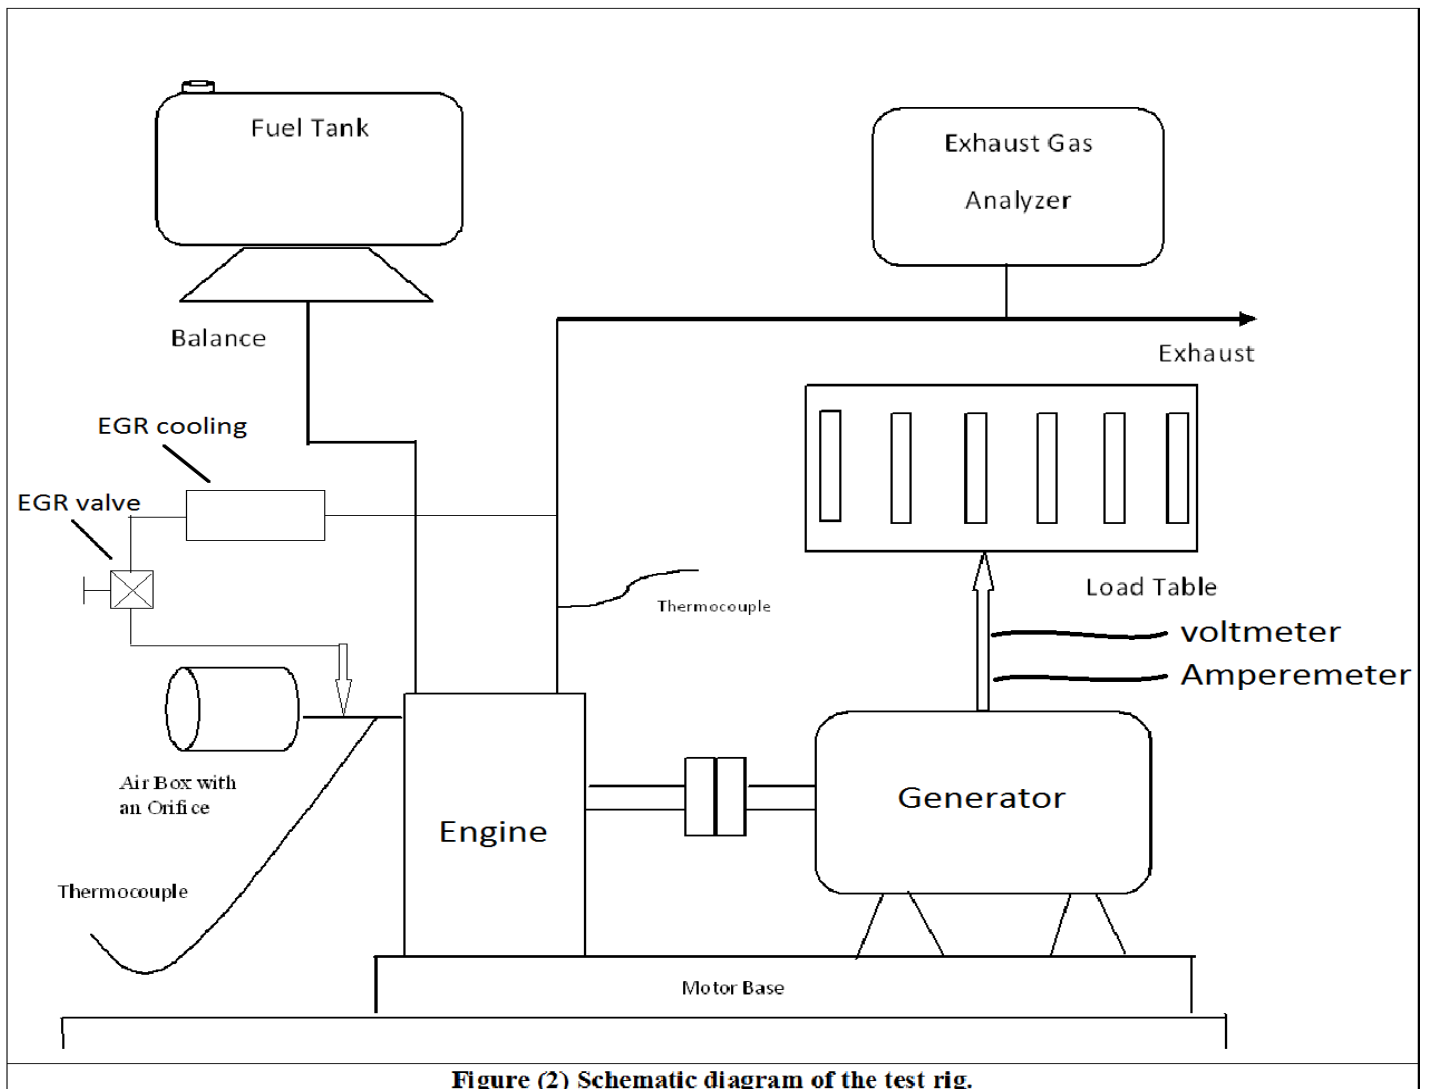 Fuel Tank
Exhaust Gas
Analyzer
Balance
Exhaust
EGR cooling
EGR valve
Thermocouple
Load Table
voltmeter
Amperemeter
Air Box with
an Orifice
Generator
Engine
Thermocouple
Motor Base
Figure (2) Schematic diagram of the test rig.